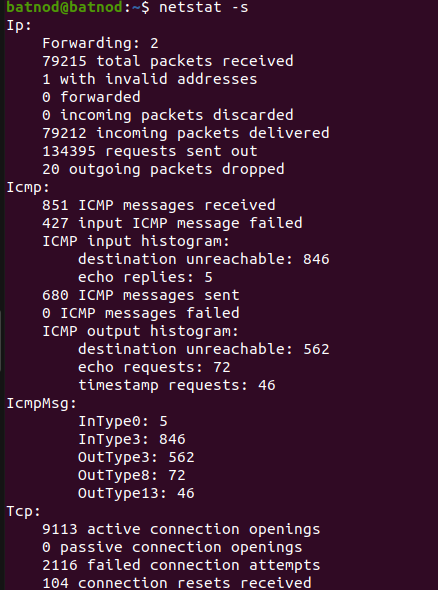 batnod@batnod:~$ netstat -s
Ip:
Forwarding: 2
79215 total packets received
1 with invalid addresses
0 forwarded
0 incoming packets discarded
79212 incoming packets delivered
134395 requests sent out
20 outgoing packets dropped
Icmp:
851 ICMP messages received
427 input ICMP message failed
ICMP input histogram:
destination unreachable: 846
echo replies: 5
680 ICMP messages sent
0 ICMP messages failed
ICMP output histogram:
destination unreachable: 562
echo requests: 72
timestamp requests: 46
IcmpMsg:
InType0: 5
InType3: 846
OutType3: 562
OutType8: 72
OutType13: 46
Tcp:
9113 active connection openings
0 passive connection openings
2116 failed connection attempts
104 connection resets received